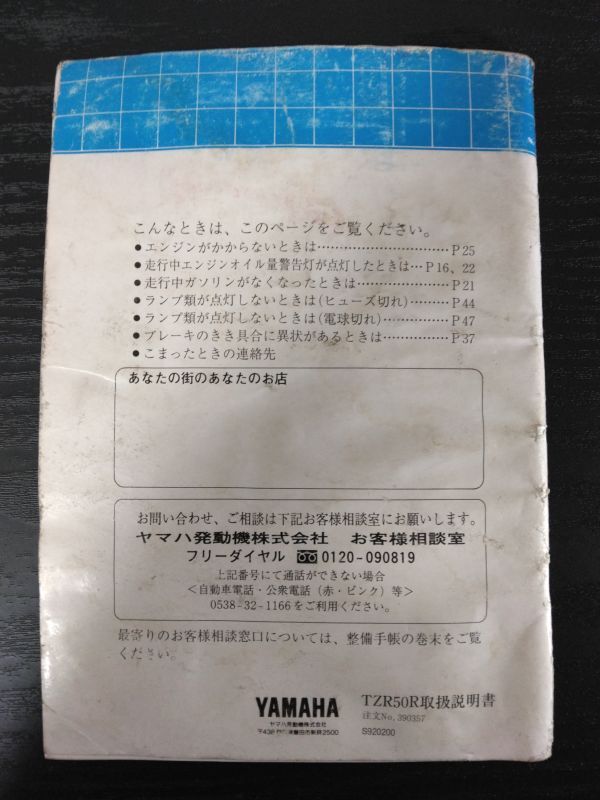 こんなときは、このページをご覧ください。
●エンジンがかからないときは……………………………P25
●走行中エンジンオイル量警告灯が点灯したときは…P16、22
●走行中ガソリンがなくなったときは…………………P21
●ランプ類が点灯しないときは(ヒューズ切れ)………P44
●ランプ類が点灯しないときは(電球切れ)……………P47
●ブレーキのきき具合に異状があるときは……………P37
●こまったときの連絡先
あなたの街のあなたのお店
お問い合わせ、ご相談は下記お客様相談室にお願いします。
ヤマハ発動機株式会社 お客様相談室
フリーダイヤル 0120-090819
上記番号にて通話ができない場合
<自動車電話・公衆電話(赤・ピンク)等>
0538-32-1166をご利用ください。
最寄りのお客様相談窓口については、整備手帳の巻末をご覧
ください。
YAMAHA
ヤマハ発動機株式会社
〒438 磐田市新貝2500
TZR50R取扱説明書
注文No.390357
S920200